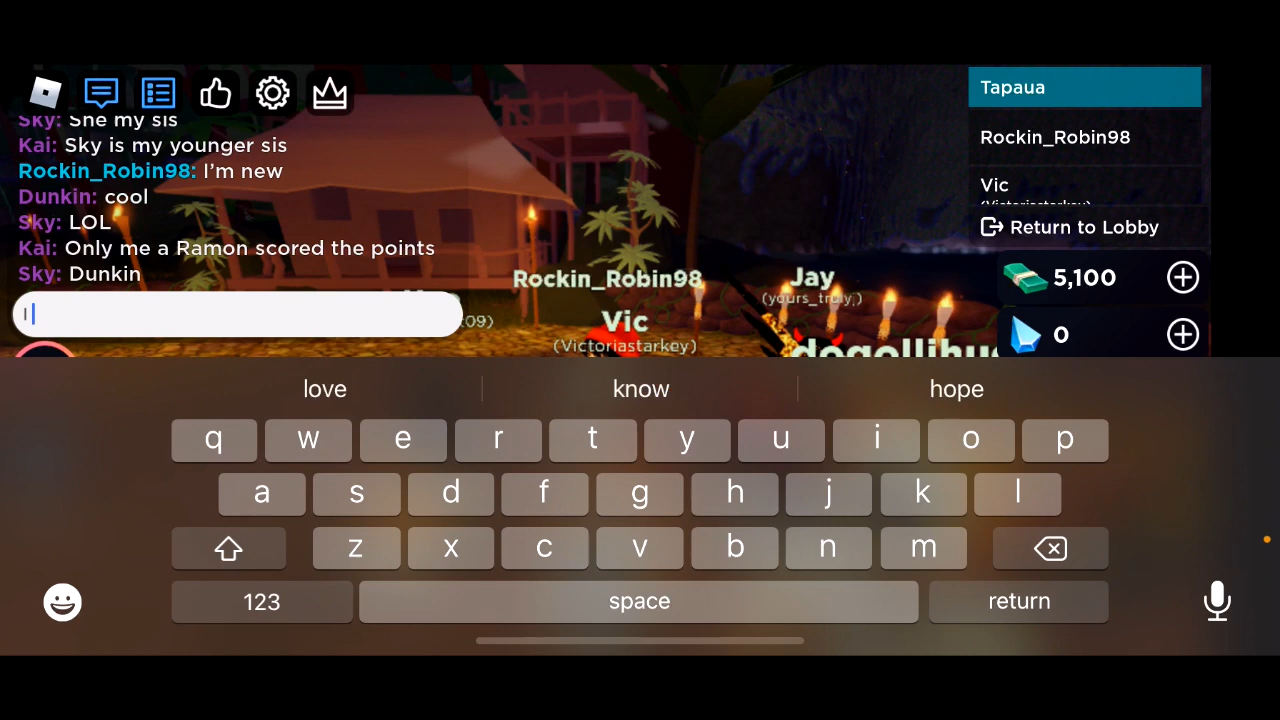 Sky: She my sis
Kai: Sky is my younger sis
Rockin_Robin98: I'm new
Dunkin: cool
Sky: LOL
Kai: Only me a Ramon scored the points
Sky: Dunkin
I
Tapaua
Rockin_Robin98
Vic
(Victoriastarkey)
Return to Lobby
5,100
0
Rockin_Robin98
Jay
(yours_truly;)
09)
Vic
(Victoriastarkey)
love know hope
q w e r t y u i o p
a s d f g h j k l
z x c v b n m
123 space return